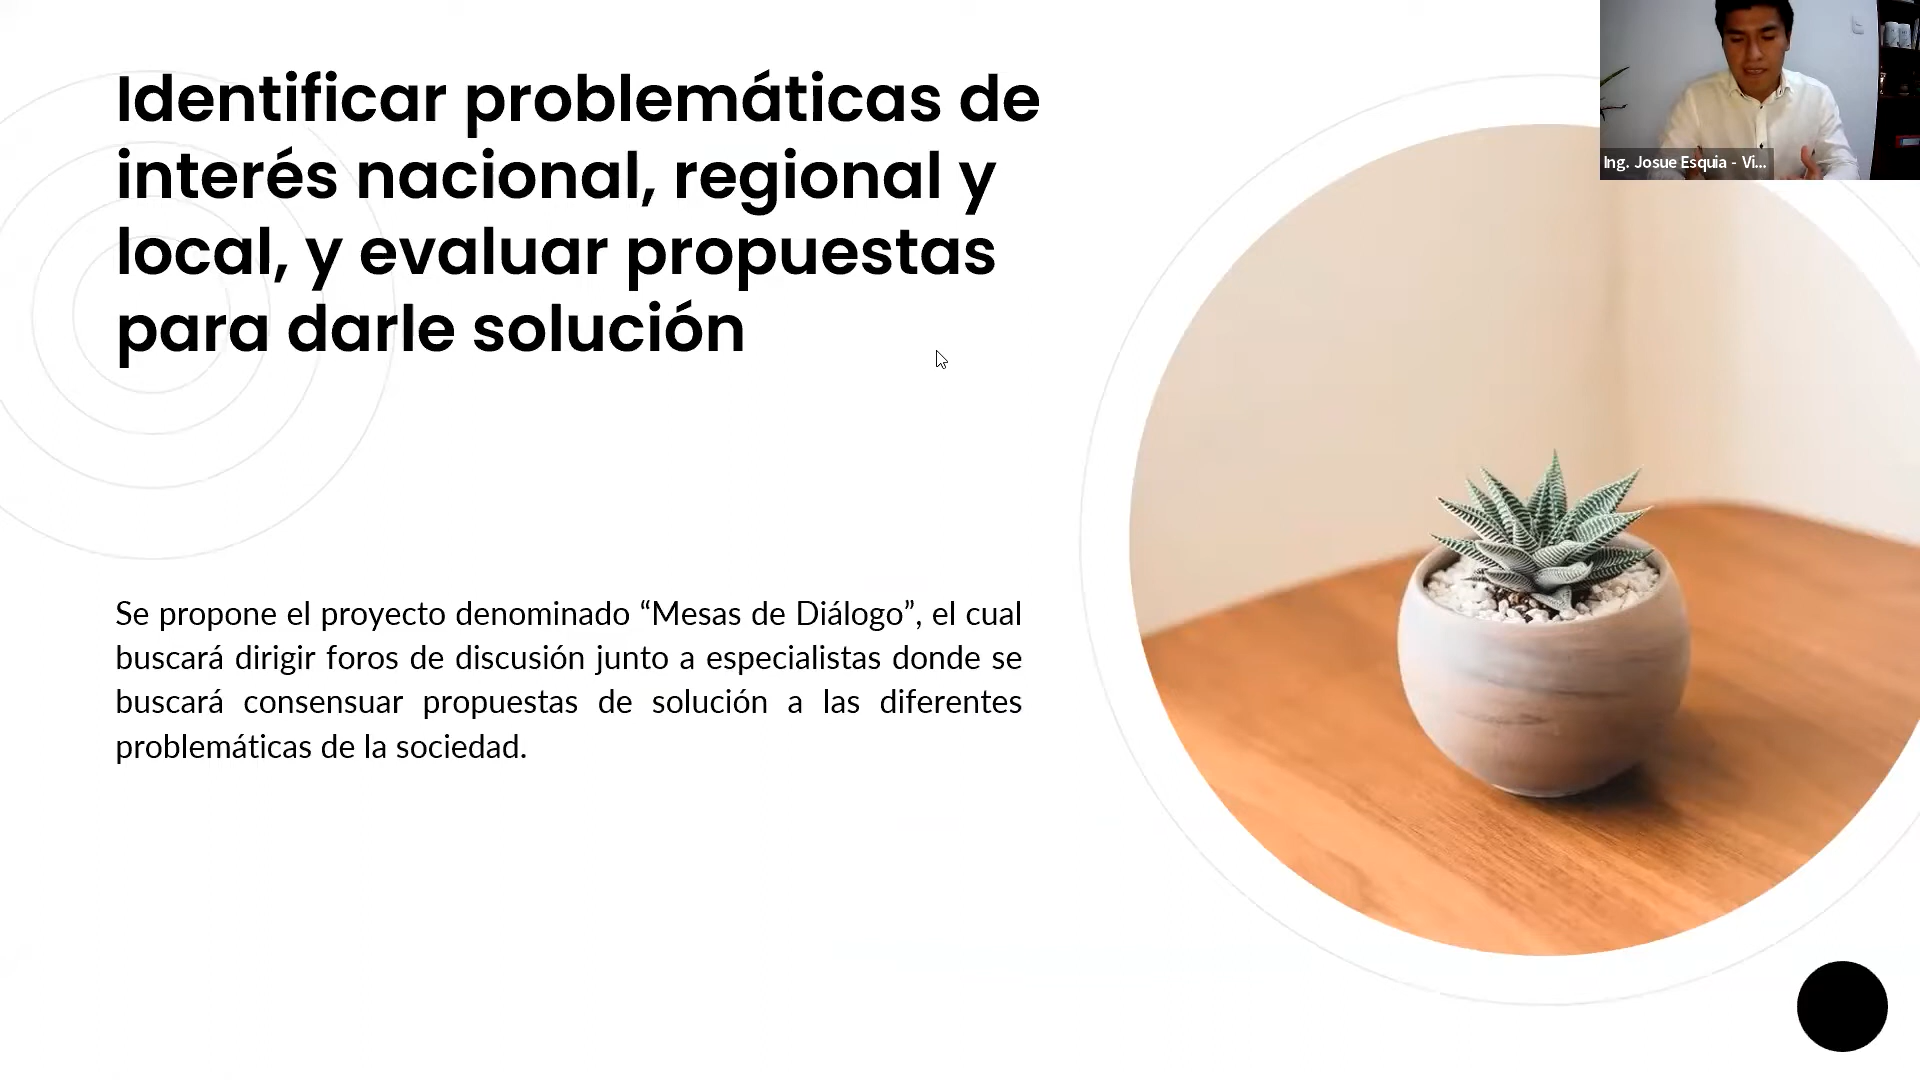 Identificar problemáticas de
interés nacional, regional y
local, y evaluar propuestas
para darle solución
Ing. Josue Esquia - Vi...
Se propone el proyecto denominado “Mesas de Diálogo”, el cual
buscará dirigir foros de discusión junto a especialistas donde se
buscará consensuar propuestas de solución a las diferentes
problemáticas de la sociedad.